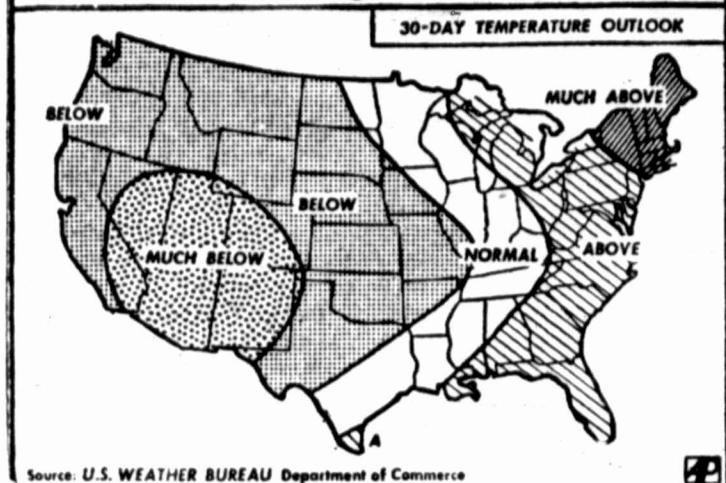 30-DAY TEMPERATURE OUTLOOK
MUCH ABOVE
BELOW
BELOW
MUCH BELOW
NORMAL
ABOVE
A
Source: U.S. WEATHER BUREAU Department of Commerce
AP